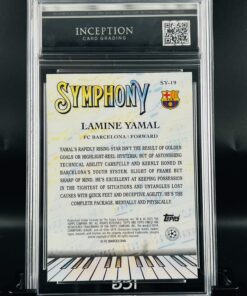 INCEPTION
CARD GRADING
SYMPHONY
SY-19
LAMINE YAMAL
FC BARCELONA / FORWARD
YAMAL'S RAPIDLY RISING STAR ISN'T THE RESULT OF GOLDEN
GOALS OR HIGHLIGHT-REEL HYSTERIA, BUT OF ASTONISHING
TECHNICAL ABILITY CAREFULLY AND KEENLY HONED IN
BARCELONA'S YOUTH SYSTEM. SLIGHT OF FRAME BUT
SHARP OF MIND, HE'S EXCELLENT AT KEEPING POSSESSION
IN THE TIGHTEST OF SITUATIONS AND UNTANGLES LOST
CAUSES WITH QUICK FEET AND DECEPTIVE AGILITY. HE'S THE
COMPLETE PACKAGE, MENTALLY AND PHYSICALLY.
Topps
© FC BARCELONA